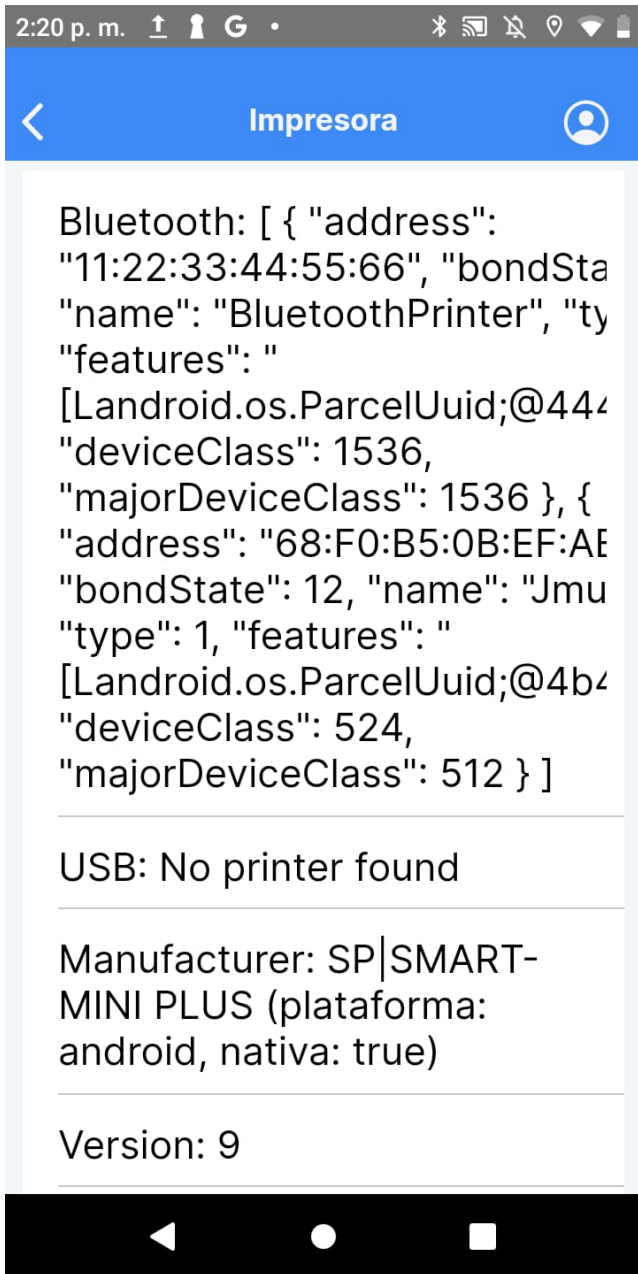 2:20 p. m.
Impresora
Bluetooth: [ { "address":
"11:22:33:44:55:66", "bondSta
"name": "BluetoothPrinter", "ty
"features": "
[Landroid.os.ParcelUuid;@444
"deviceClass": 1536,
"majorDeviceClass": 1536 }, {
"address": "68:F0:B5:0B:EF:AE
"bondState": 12, "name": "Jmu
"type": 1, "features": "
[Landroid.os.ParcelUuid;@4b4
"deviceClass": 524,
"majorDeviceClass": 512 } ]
USB: No printer found
Manufacturer: SP|SMART-
MINI PLUS (plataforma:
android, nativa: true)
Version: 9